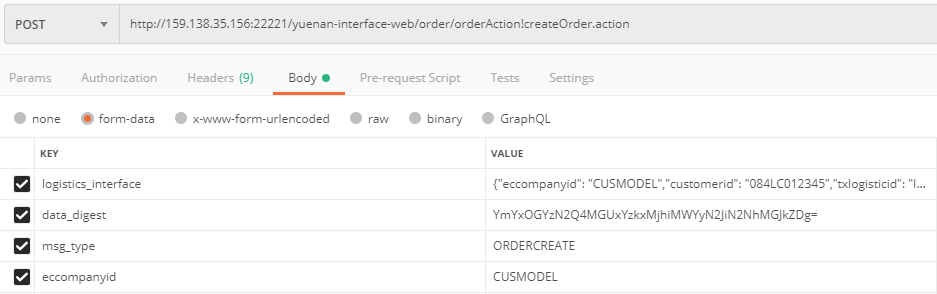 POST http://159.138.35.156:22221/yuenan-interface-web/order/orderAction!createOrder.action
Params Authorization Headers (9) Body Pre-request Script Tests Settings
none form-data x-www-form-urlencoded raw binary GraphQL
KEY VALUE
logistics_interface {"eccompanyid": "CUSMODEL","customerid": "084LC012345","txlogisticid": "l...
data_digest YmYxOGYzN2Q4MGUxYzkxMjhiMWYyN2JiN2NhMGJkZDg=
msg_type ORDERCREATE
eccompanyid CUSMODEL